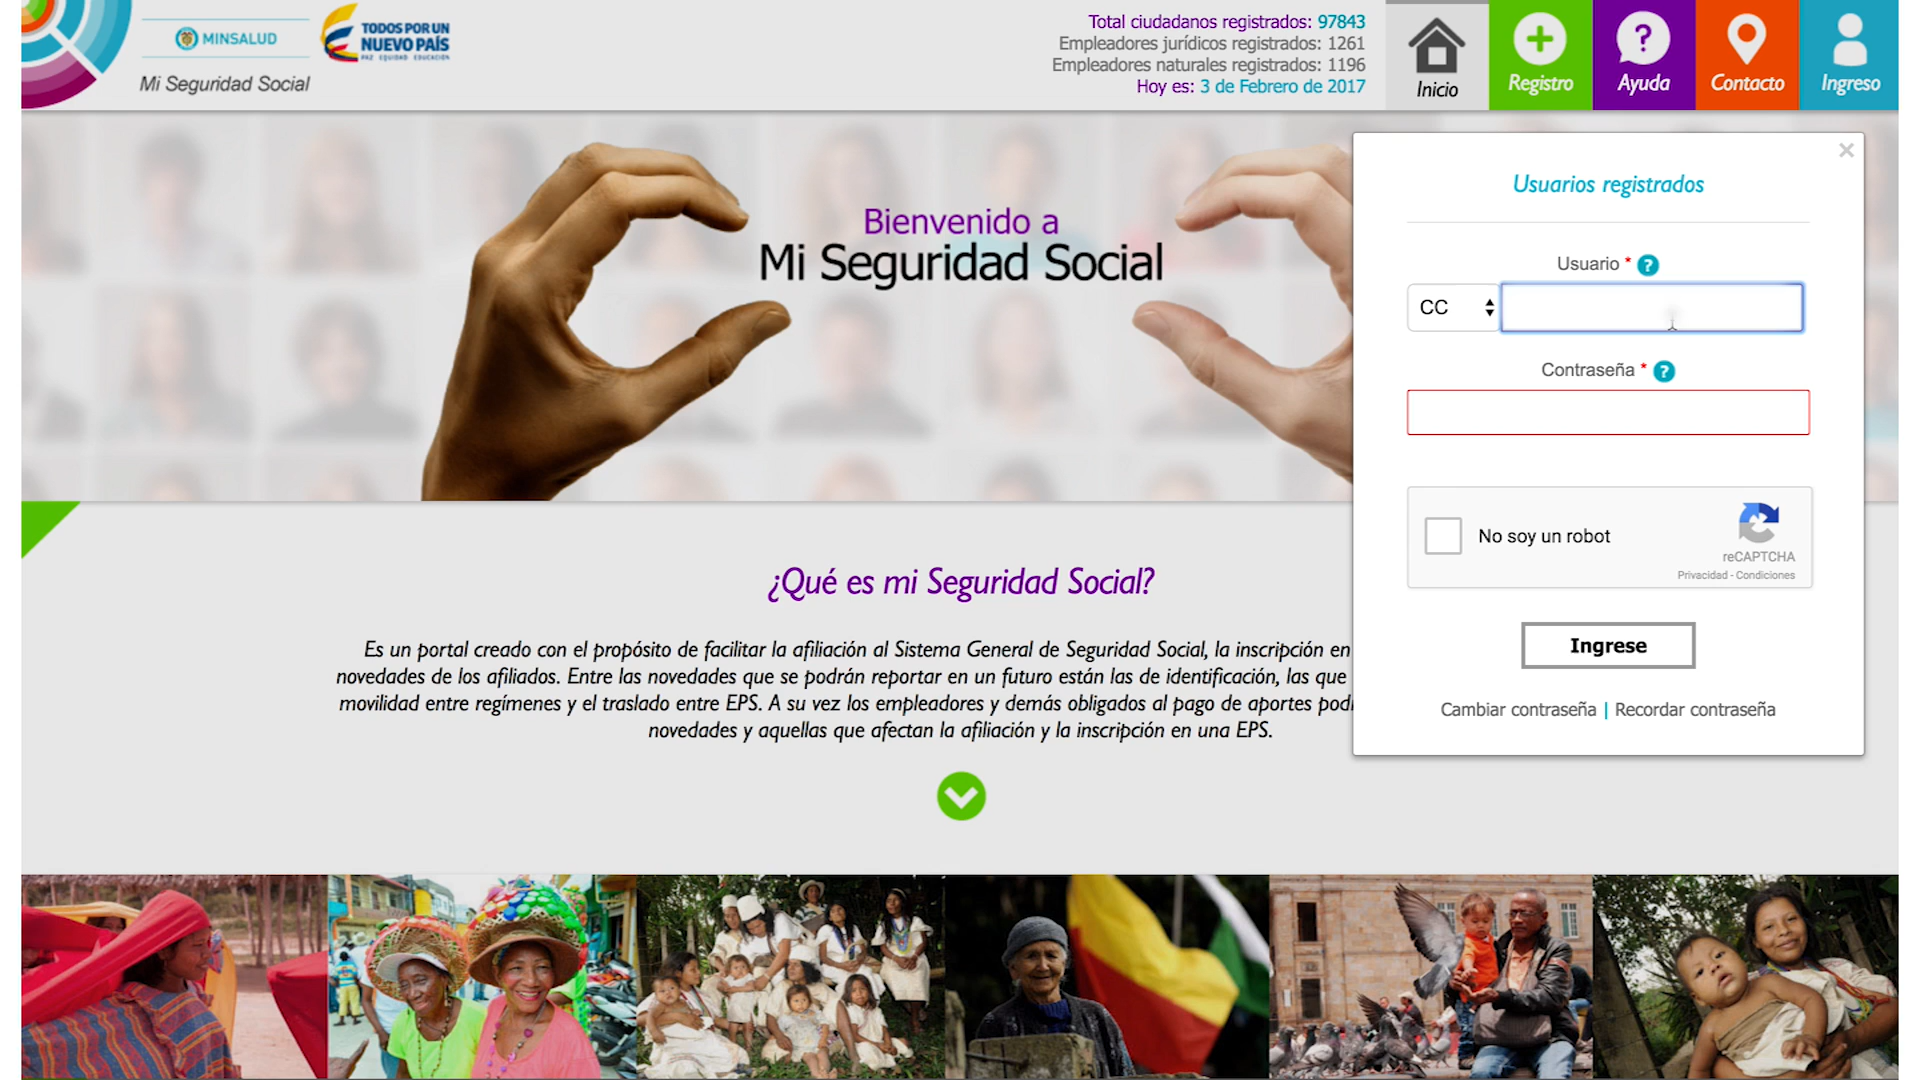 MINSALUD
TODOS POR UN
NUEVO PAÍS
PAZ EQUIDAD EDUCACIÓN
Mi Seguridad Social
Total ciudadanos registrados: 97843
Empleadores jurídicos registrados: 1261
Empleadores naturales registrados: 1196
Hoy es: 3 de Febrero de 2017
Inicio
Registro
Ayuda
Contacto
Ingreso
Bienvenido a
Mi Seguridad Social
×
Usuarios registrados
Usuario * ?
CC
Contraseña * ?
No soy un robot
reCAPTCHA
Privacidad - Condiciones
Ingrese
Cambiar contraseña | Recordar contraseña
¿Qué es mi Seguridad Social?
Es un portal creado con el propósito de facilitar la afiliación al Sistema General de Seguridad Social, la inscripción en
novedades de los afiliados. Entre las novedades que se podrán reportar en un futuro están las de identificación, las que
movilidad entre regímenes y el traslado entre EPS. A su vez los empleadores y demás obligados al pago de aportes pod
novedades y aquellas que afectan la afiliación y la inscripción en una EPS.